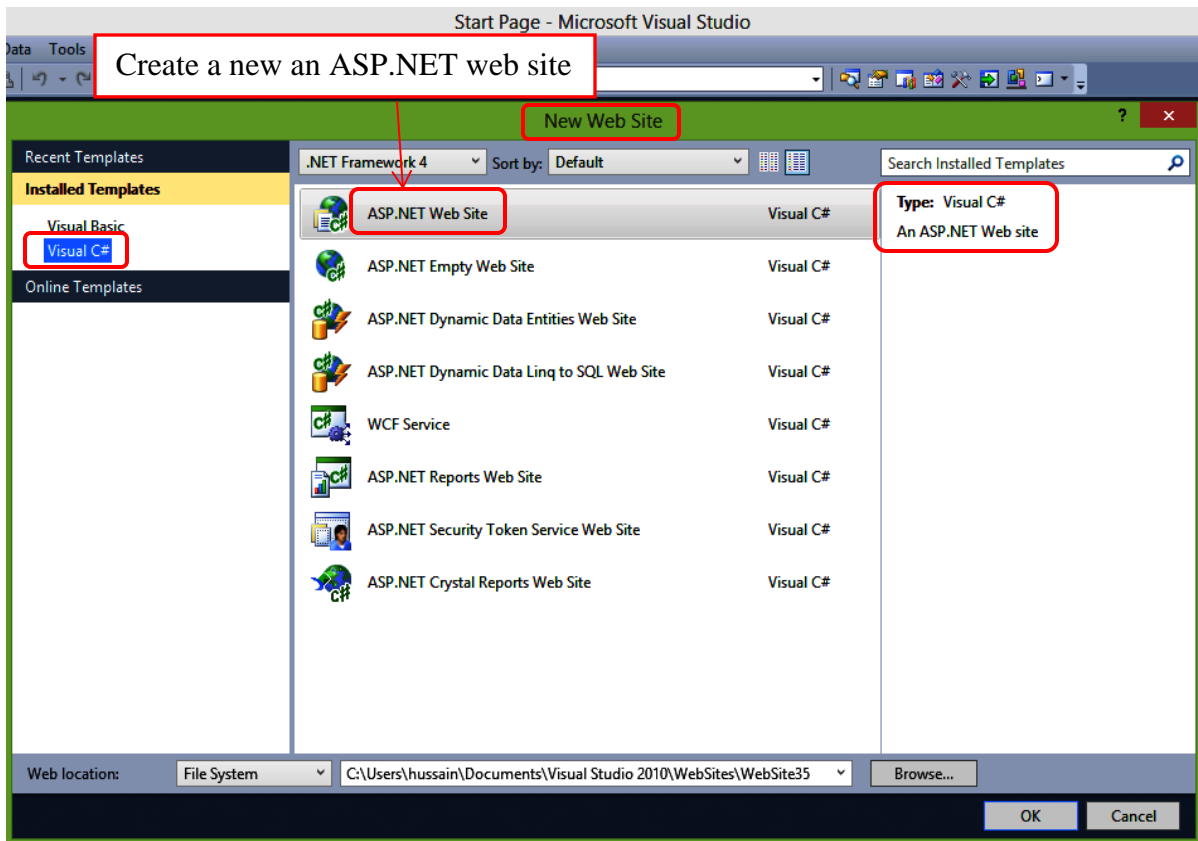 Start Page - Microsoft Visual Studio
Data Tools
Create a new an ASP.NET web site
New Web Site
?
Recent Templates
Installed Templates
Visual Basic
Visual C#
Online Templates
.NET Framework 4 Sort by: Default
Search Installed Templates
ASP.NET Web Site Visual C#
ASP.NET Empty Web Site Visual C#
ASP.NET Dynamic Data Entities Web Site Visual C#
ASP.NET Dynamic Data Linq to SQL Web Site Visual C#
WCF Service Visual C#
ASP.NET Reports Web Site Visual C#
ASP.NET Security Token Service Web Site Visual C#
ASP.NET Crystal Reports Web Site Visual C#
Type: Visual C#
An ASP.NET Web site
Web location: File System C:\Users\hussain\Documents\Visual Studio 2010\WebSites\WebSite35 Browse...
OK Cancel